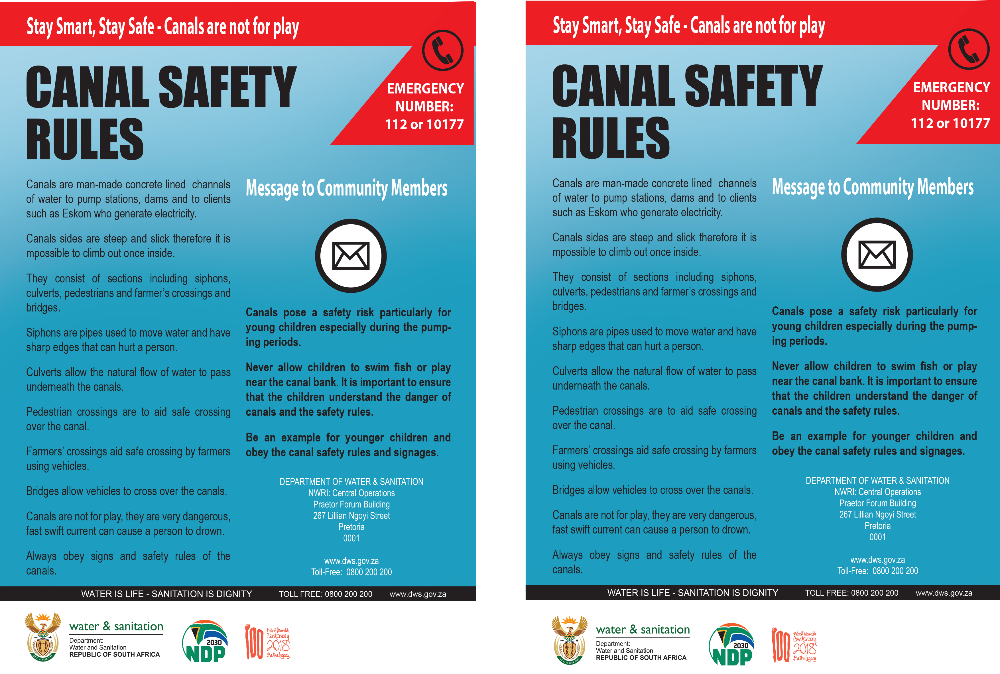 Stay Smart, Stay Safe - Canals are not for play
EMERGENCY
NUMBER:
112 or 10177
CANAL SAFETY
RULES
Canals are man-made concrete lined channels
of water to pump stations, dams and to clients
such as Eskom who generate electricity.
Canals sides are steep and slick therefore it is
mpossible to climb out once inside.
They consist of sections including siphons,
culverts, pedestrians and farmer's crossings and
bridges.
Siphons are pipes used to move water and have
sharp edges that can hurt a person.
Culverts allow the natural flow of water to pass
underneath the canals.
Pedestrian crossings are to aid safe crossing
over the canal.
Farmers' crossings aid safe crossing by farmers
using vehicles.
Bridges allow vehicles to cross over the canals.
Canals are not for play, they are very dangerous,
fast swift current can cause a person to drown.
Always obey signs and safety rules of the
canals.
Message to Community Members
Canals pose a safety risk particularly for
young children especially during the pump-
ing periods.
Never allow children to swim fish or play
near the canal bank. It is important to ensure
that the children understand the danger of
canals and the safety rules.
Be an example for younger children and
obey the canal safety rules and signages.
DEPARTMENT OF WATER & SANITATION
NWRI: Central Operations
Praetor Forum Building
267 Lillian Ngoyi Street
Pretoria
0001
www.dws.gov.za
Toll-Free: 0800 200 200
WATER IS LIFE - SANITATION IS DIGNITY TOLL FREE: 0800 200 200 www.dws.gov.za
water & sanitation
Department:
Water and Sanitation
REPUBLIC OF SOUTH AFRICA
2030
NDP
100
Nelson Mandela
Centenary
2018
Be the Legacy
Stay Smart, Stay Safe - Canals are not for play
EMERGENCY
NUMBER:
112 or 10177
CANAL SAFETY
RULES
Canals are man-made concrete lined channels
of water to pump stations, dams and to clients
such as Eskom who generate electricity.
Canals sides are steep and slick therefore it is
mpossible to climb out once inside.
They consist of sections including siphons,
culverts, pedestrians and farmer's crossings and
bridges.
Siphons are pipes used to move water and have
sharp edges that can hurt a person.
Culverts allow the natural flow of water to pass
underneath the canals.
Pedestrian crossings are to aid safe crossing
over the canal.
Farmers' crossings aid safe crossing by farmers
using vehicles.
Bridges allow vehicles to cross over the canals.
Canals are not for play, they are very dangerous,
fast swift current can cause a person to drown.
Always obey signs and safety rules of the
canals.
Message to Community Members
Canals pose a safety risk particularly for
young children especially during the pump-
ing periods.
Never allow children to swim fish or play
near the canal bank. It is important to ensure
that the children understand the danger of
canals and the safety rules.
Be an example for younger children and
obey the canal safety rules and signages.
DEPARTMENT OF WATER & SANITATION
NWRI: Central Operations
Praetor Forum Building
267 Lillian Ngoyi Street
Pretoria
0001
www.dws.gov.za
Toll-Free: 0800 200 200
WATER IS LIFE - SANITATION IS DIGNITY TOLL FREE: 0800 200 200 www.dws.gov.za
water & sanitation
Department:
Water and Sanitation
REPUBLIC OF SOUTH AFRICA
2030
NDP
100
Nelson Mandela
Centenary
2018
Be the Legacy